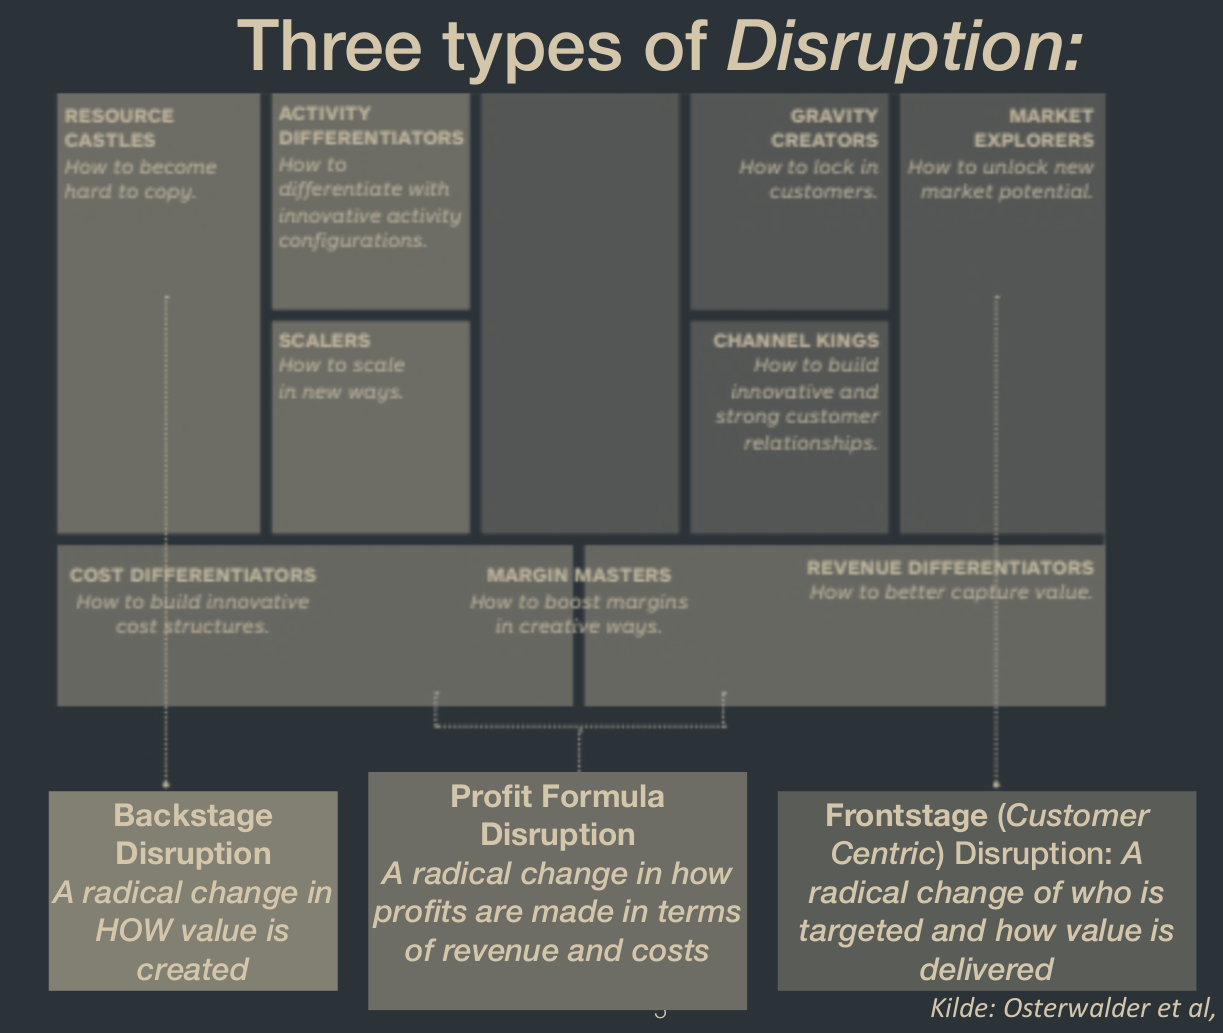 Three types of Disruption:
RESOURCE
CASTLES
How to become
hard to copy.
ACTIVITY
DIFFERENTIATORS
How to
differentiate with
innovative activity
configurations.
SCALERS
How to scale
in new ways.
GRAVITY
CREATORS
How to lock in
customers.
CHANNEL KINGS
How to build
innovative and
strong customer
relationships.
MARKET
EXPLORERS
How to unlock new
market potential.
COST DIFFERENTIATORS
How to build innovative
cost structures.
MARGIN MASTERS
How to boost margins
in creative ways.
REVENUE DIFFERENTIATORS
How to better capture value.
Backstage
Disruption
A radical change in
HOW value is
created
Profit Formula
Disruption
A radical change in how
profits are made in terms
of revenue and costs
Frontstage (Customer
Centric) Disruption: A
radical change of who is
targeted and how value is
delivered
Kilde: Osterwalder et al,